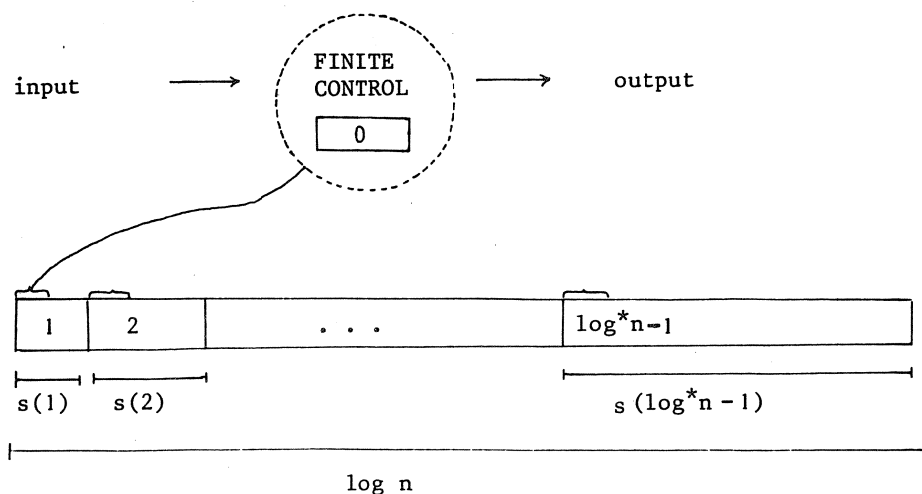 FINITE
CONTROL
input
output
0
1 2 . . . log*n-1
s(1) s(2) s(log*n-1)
log n